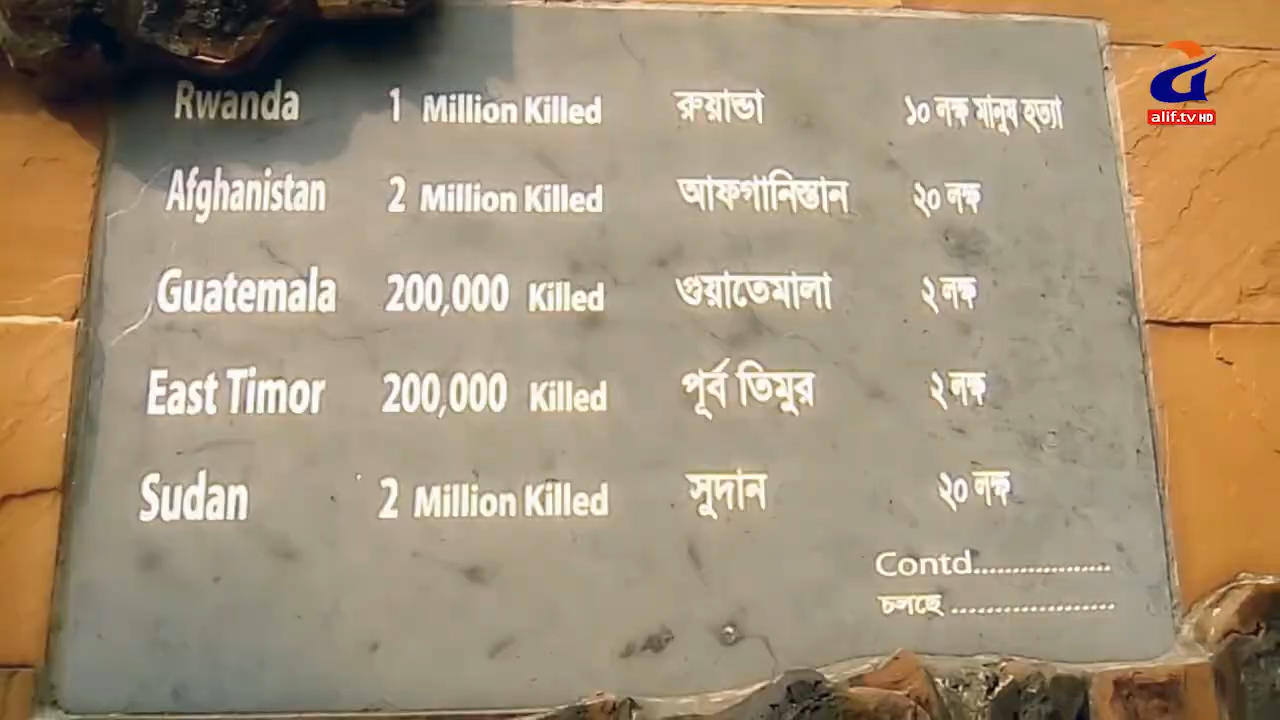 Rwanda 1 Million Killed রুয়ান্ডা ১০ লক্ষ মানুষ হত্যা
Afghanistan 2 Million Killed আফগানিস্তান ২০ লক্ষ
Guatemala 200,000 Killed গুয়াতেমালা ২ লক্ষ
East Timor 200,000 Killed পূর্ব তিমুর ২ লক্ষ
Sudan 2 Million Killed সুদান ২০ লক্ষ
Contd..................
চলছে ..................
alif.tv HD